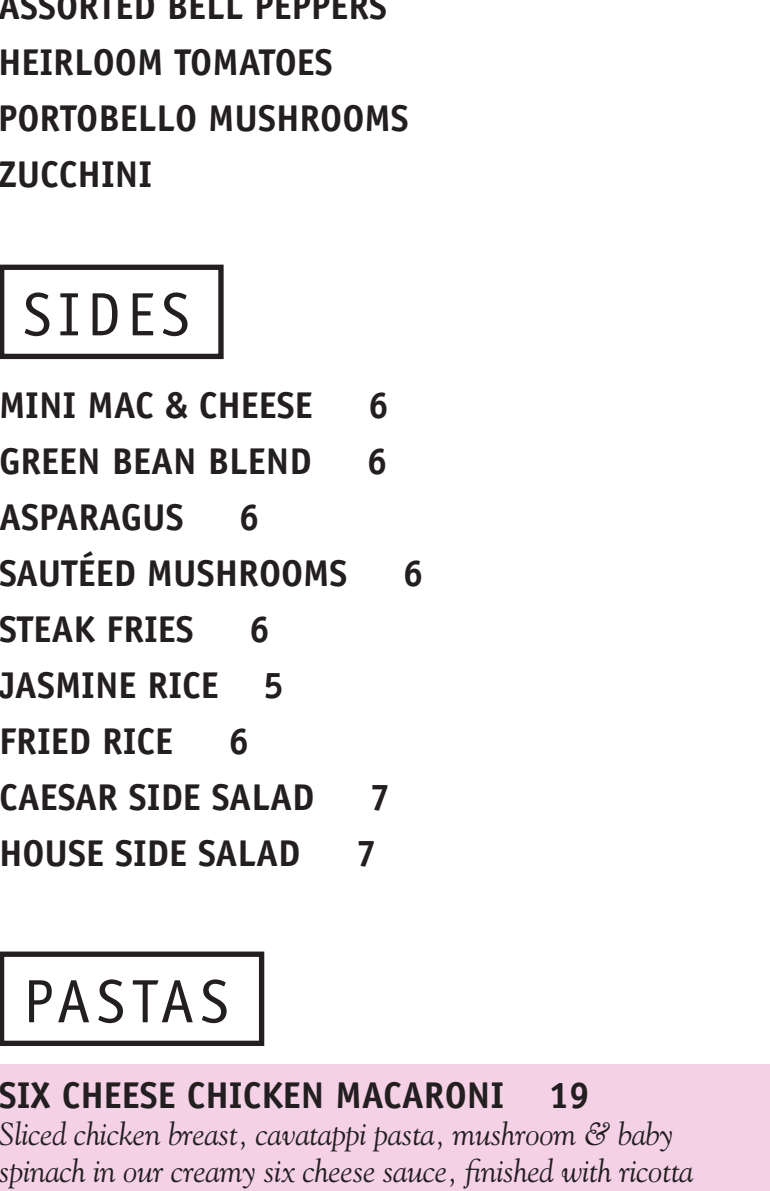 ASSORTED BELL PEPPERS
HEIRLOOM TOMATOES
PORTOBELLO MUSHROOMS
ZUCCHINI
SIDES
MINI MAC & CHEESE 6
GREEN BEAN BLEND 6
ASPARAGUS 6
SAUTÉED MUSHROOMS 6
STEAK FRIES 6
JASMINE RICE 5
FRIED RICE 6
CAESAR SIDE SALAD 7
HOUSE SIDE SALAD 7
PASTAS
SIX CHEESE CHICKEN MACARONI 19
Sliced chicken breast, cavatappi pasta, mushroom & baby
spinach in our creamy six cheese sauce, finished with ricotta